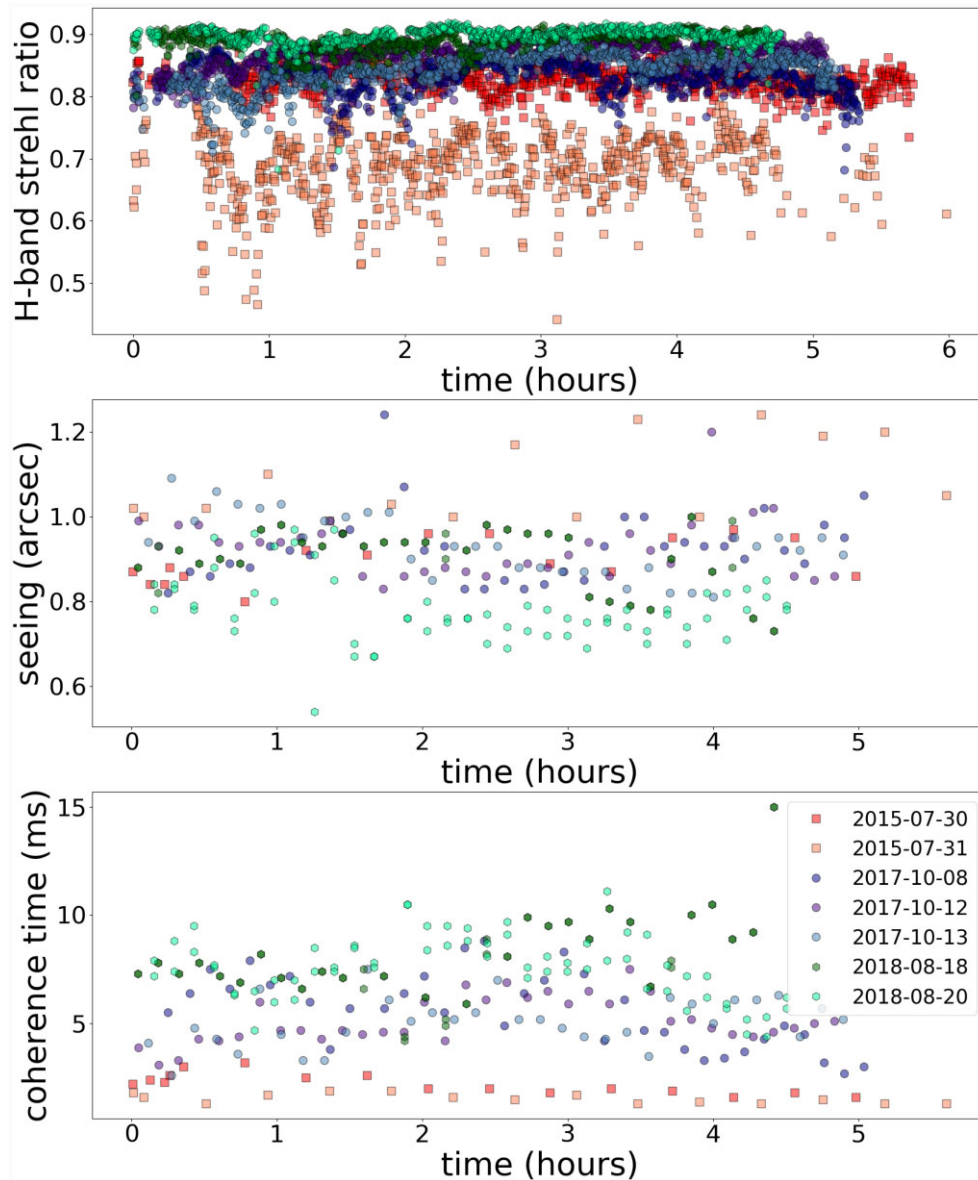 H-band strehl ratio
0.9
0.8
0.7
0.6
0.5
0 1 2 3 4 5 6
time (hours)
seeing (arcsec)
1.2
1.0
0.8
0.6
0 1 2 3 4 5
time (hours)
coherence time (ms)
15
10
5
2015-07-30
2015-07-31
2017-10-08
2017-10-12
2017-10-13
2018-08-18
2018-08-20
0 1 2 3 4 5
time (hours)